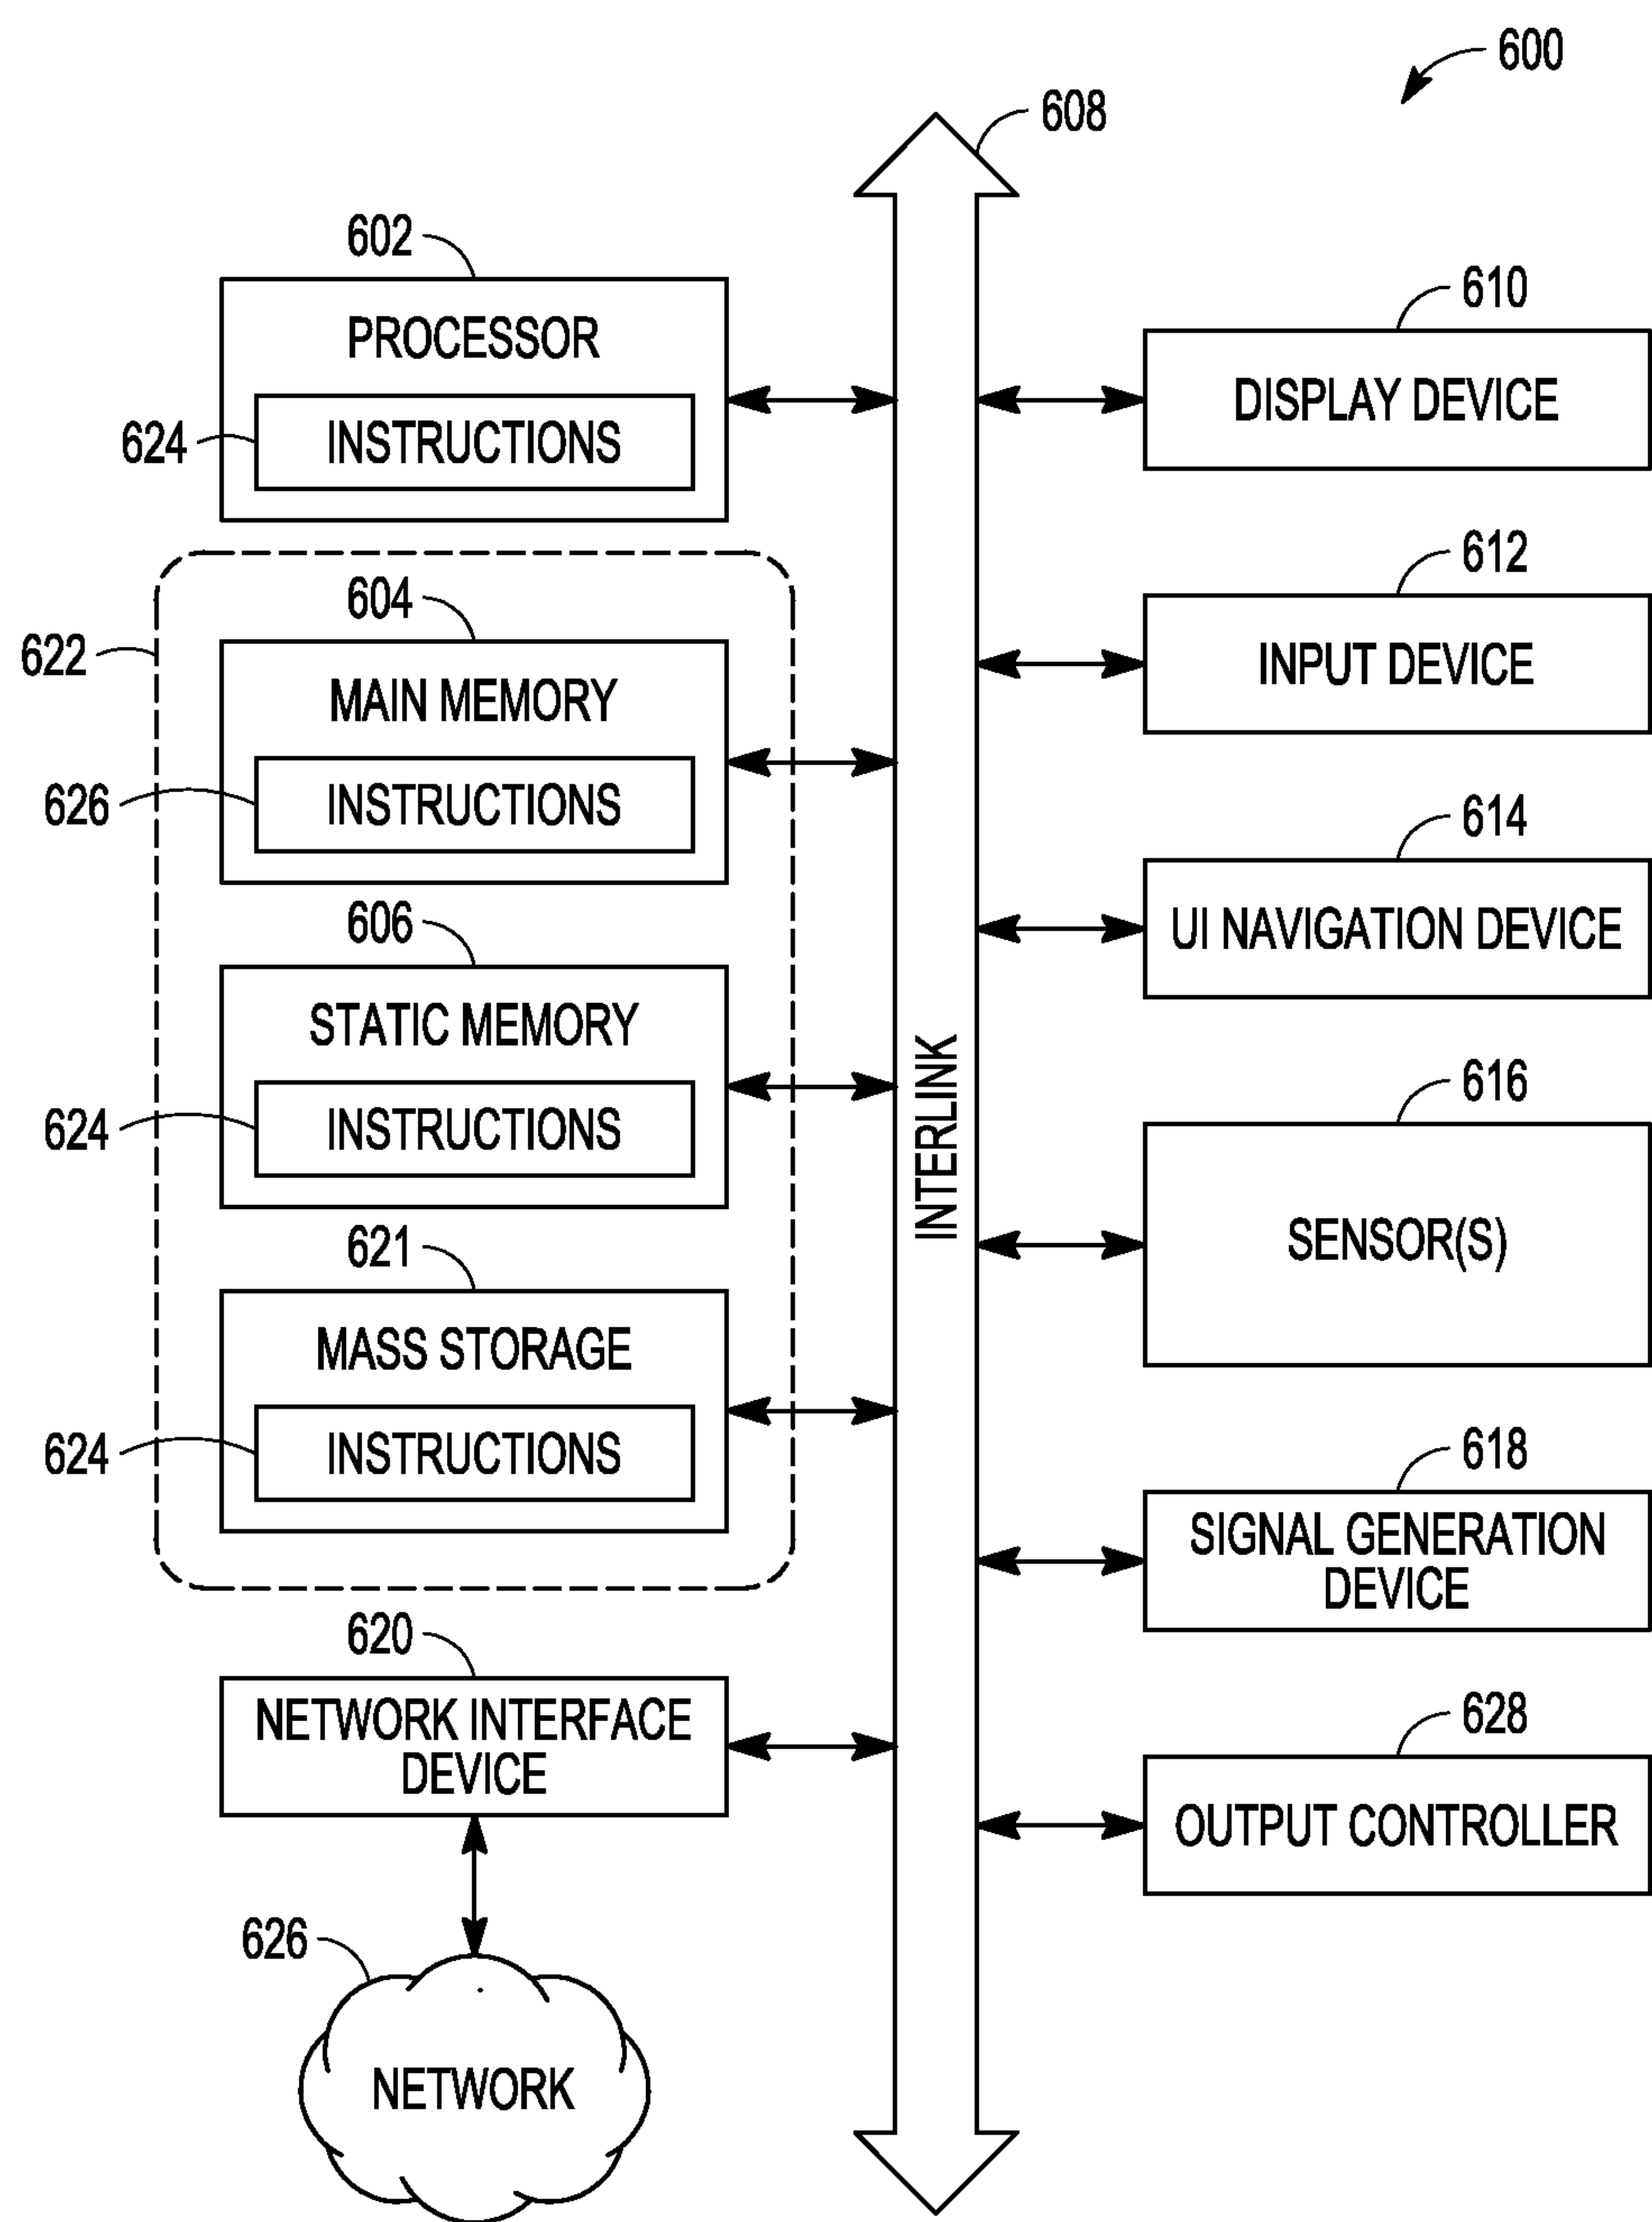 600
608
602
PROCESSOR
624
INSTRUCTIONS
622
604
MAIN MEMORY
626
INSTRUCTIONS
606
STATIC MEMORY
624
INSTRUCTIONS
621
MASS STORAGE
624
INSTRUCTIONS
620
NETWORK INTERFACE
DEVICE
626
NETWORK
INTERLINK
610
DISPLAY DEVICE
612
INPUT DEVICE
614
UI NAVIGATION DEVICE
616
SENSOR(S)
618
SIGNAL GENERATION
DEVICE
628
OUTPUT CONTROLLER